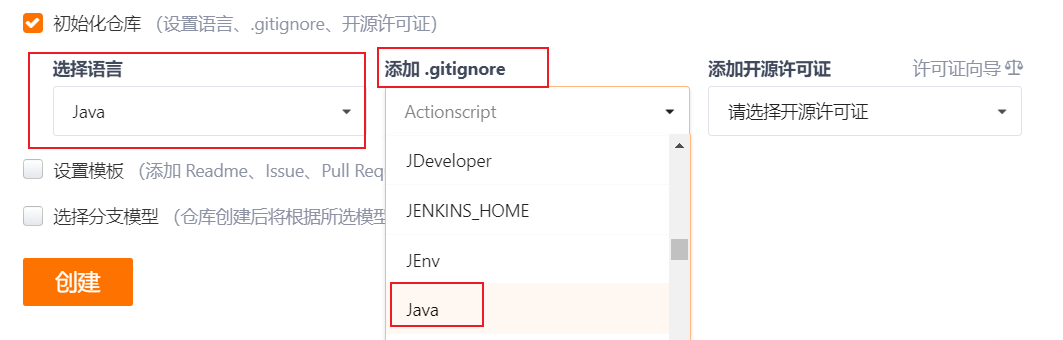 初始化仓库 （设置语言、.gitignore、开源许可证）
选择语言 添加 .gitignore 添加开源许可证 许可证向导
Java Actionscript 请选择开源许可证
JDeveloper
设置模板 （添加 Readme、Issue、Pull Req
JENKINS_HOME
选择分支模型 （仓库创建后将根据所选模型
JEnv
创建
Java